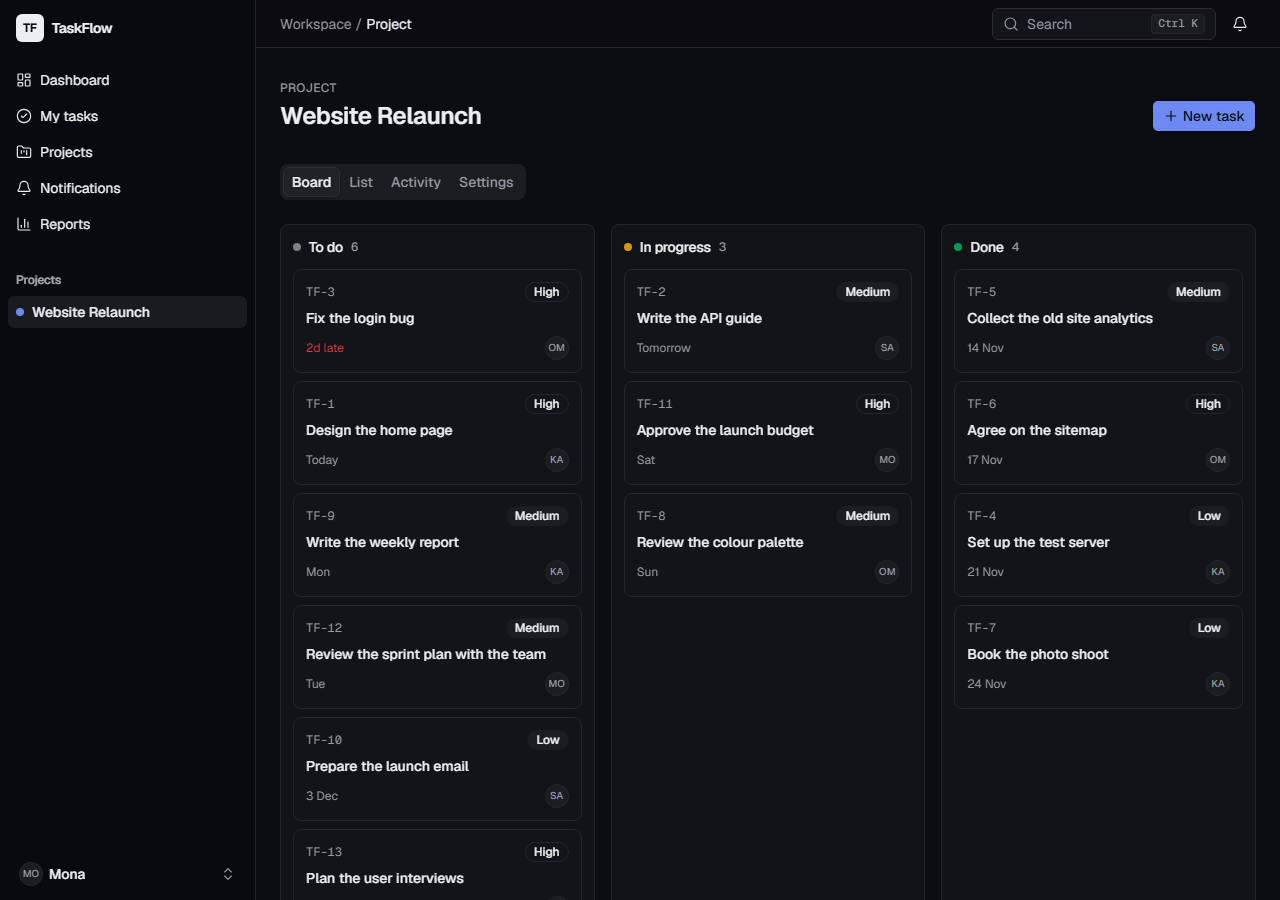 TF TaskFlow
Dashboard
My tasks
Projects
Notifications
Reports
Projects
Website Relaunch
MO Mona
Workspace / Project
Search Ctrl K
PROJECT
Website Relaunch
+ New task
Board List Activity Settings
To do 6
TF-3 High
Fix the login bug
2d late OM
TF-1 High
Design the home page
Today KA
TF-9 Medium
Write the weekly report
Mon KA
TF-12 Medium
Review the sprint plan with the team
Tue MO
TF-10 Low
Prepare the launch email
3 Dec SA
TF-13 High
Plan the user interviews
In progress 3
TF-2 Medium
Write the API guide
Tomorrow SA
TF-11 High
Approve the launch budget
Sat MO
TF-8 Medium
Review the colour palette
Sun OM
Done 4
TF-5 Medium
Collect the old site analytics
14 Nov SA
TF-6 High
Agree on the sitemap
17 Nov OM
TF-4 Low
Set up the test server
21 Nov KA
TF-7 Low
Book the photo shoot
24 Nov KA